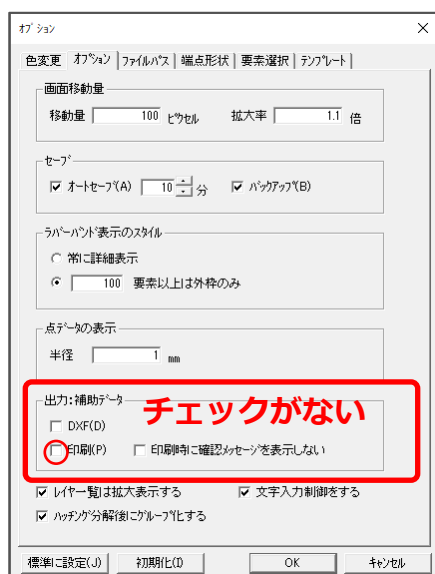 ｵﾌﾟｼｮﾝ
色変更 ｵﾌﾟｼｮﾝ ﾌｧｲﾙﾊﾟｽ 端点形状 要素選択 ﾃﾝﾌﾟﾚｰﾄ
画面移動量
移動量 100 ﾋﾟｸｾﾙ 拡大率 1.1 倍
ｾｰﾌﾞ
ｵｰﾄｾｰﾌﾞ(A) 10 分 ﾊﾞｯｸｱｯﾌﾟ(B)
ﾗﾊﾞｰﾊﾞﾝﾄﾞ表示のｽﾀｲﾙ
常に詳細表示
100 要素以上は外枠のみ
点ﾃﾞｰﾀの表示
半径 1 mm
出力:補助ﾃﾞｰﾀ
チェックがない
DXF(D)
印刷(P) 印刷時に確認ﾒｯｾｰｼﾞを表示しない
ﾚｲﾔ一覧は拡大表示する 文字入力制御をする
ﾊｯﾁﾝｸﾞ分解後にｸﾞﾙｰﾌﾟ化する
標準に設定(J) 初期化(I) OK ｷｬﾝｾﾙ